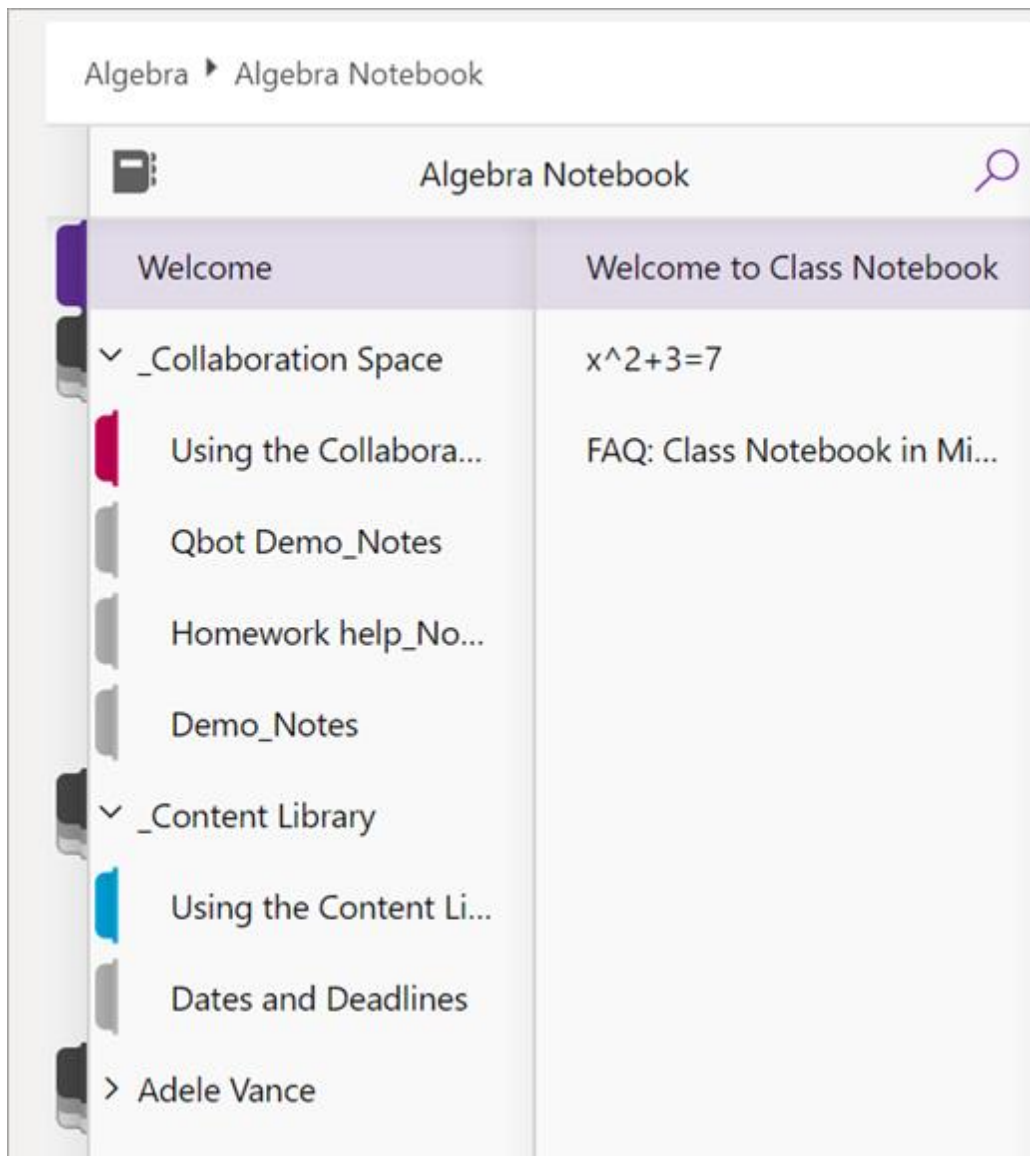 Algebra Algebra Notebook
Algebra Notebook
Welcome
_Collaboration Space
Using the Collabora...
Qbot Demo_Notes
Homework help_No...
Demo_Notes
_Content Library
Using the Content Li...
Dates and Deadlines
Adele Vance
Welcome to Class Notebook
x^2+3=7
FAQ: Class Notebook in Mi...